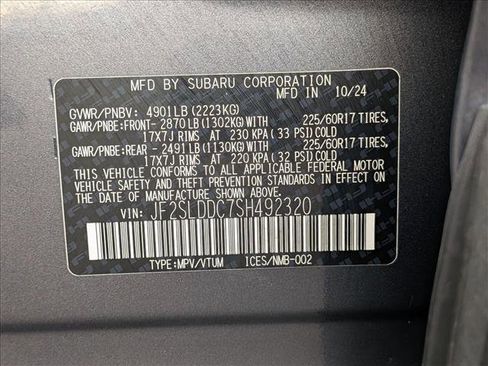 MFD BY SUBARU CORPORATION MFD.IN 10/24
GVWR/PNBV: 4901LB(2223KG)
GAWR/PNBE:FRONT-2870LB(1302KG)WITH 225/60R17 TIRES,
17X7J RIMS AT 230 KPA(33 PSI)COLD
GAWR/PNBE:REAR-2491LB(1130KG)WITH 225/60R17 TIRES,
17X7J RIMS AT 220 KPA(32 PSI)COLD
THIS VEHICLE CONFORMS TO ALL APPLICABLE FEDERAL MOTOR
VEHICLE SAFETY AND BUMPER STANDARDS IN EFFECT ON
THE DATE OF MANUFACTURE SHOWN ABOVE.
VIN: JF2SLDDC7SH492320
TYPE:MPV/VTUM ICES/NMB-002